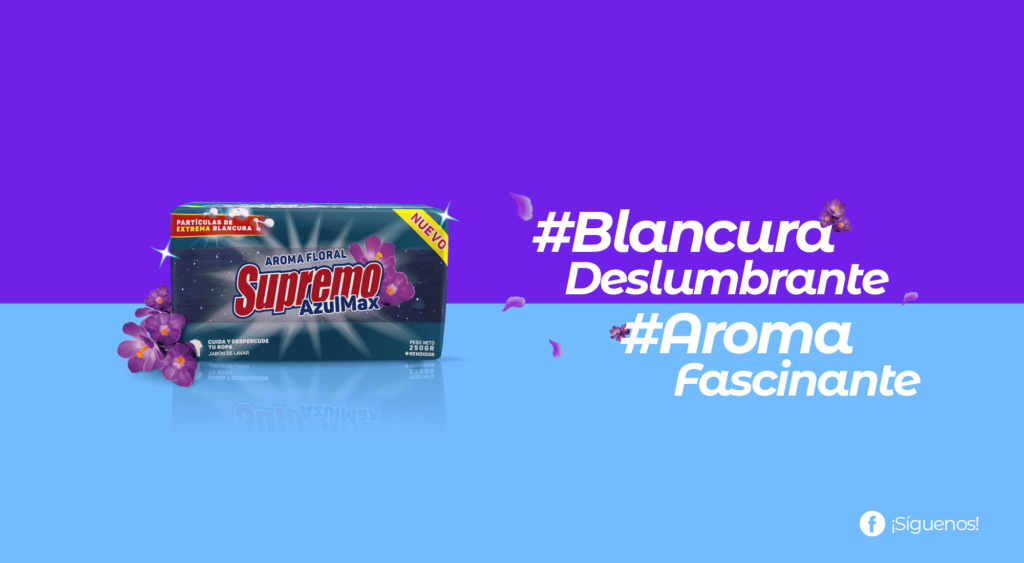 PARTÍCULAS DE
EXTREMA BLANCURA
NUEVO
AROMA FLORAL
Supremo
AzulMax
CUIDA Y DESPERCUDE
TU ROPA
JABÓN DE LAVAR
PESO NETO
250GR
+RENDIDOR
#Blancura
Deslumbrante
#Aroma
Fascinante
f ¡Síguenos!